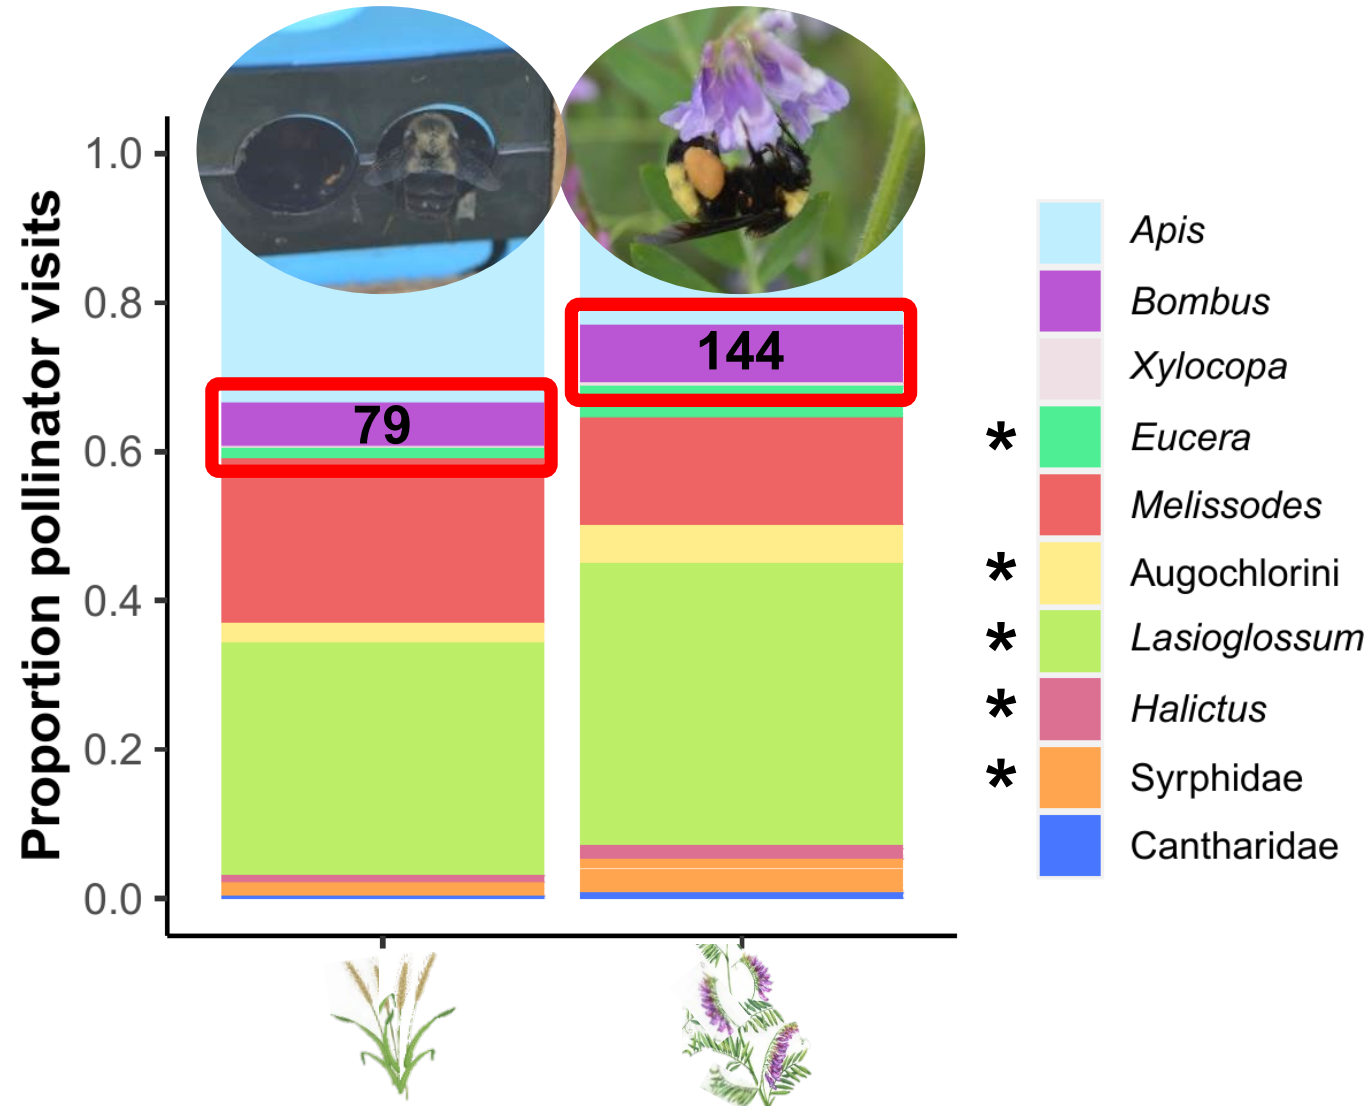 Proportion pollinator visits
1.0
0.8
0.6
0.4
0.2
0.0
79
144
Apis
Bombus
Xylocopa
* Eucera
Melissodes
* Augochlorini
* Lasioglossum
* Halictus
* Syrphidae
Cantharidae